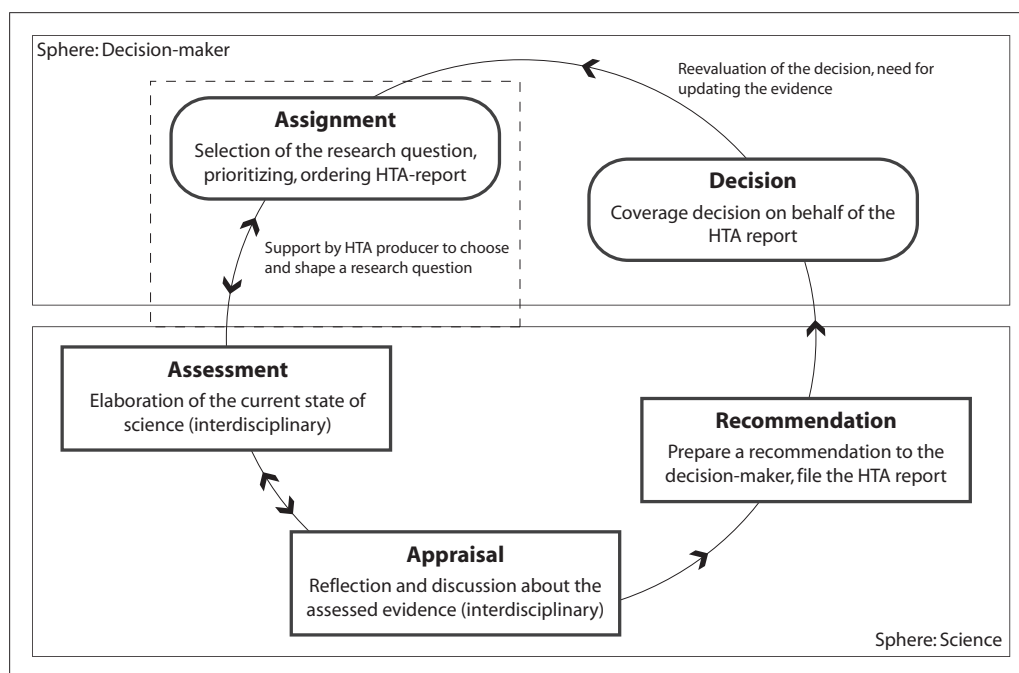 Sphere: Decision-maker
Reevaluation of the decision, need for
updating the evidence
Assignment
Selection of the research question,
prioritizing, ordering HTA-report
Decision
Coverage decision on behalf of the
HTA report
Support by HTA producer to choose
and shape a research question
Assessment
Elaboration of the current state of
science (interdisciplinary)
Recommendation
Prepare a recommendation to the
decision-maker, file the HTA report
Appraisal
Reflection and discussion about the
assessed evidence (interdisciplinary)
Sphere: Science